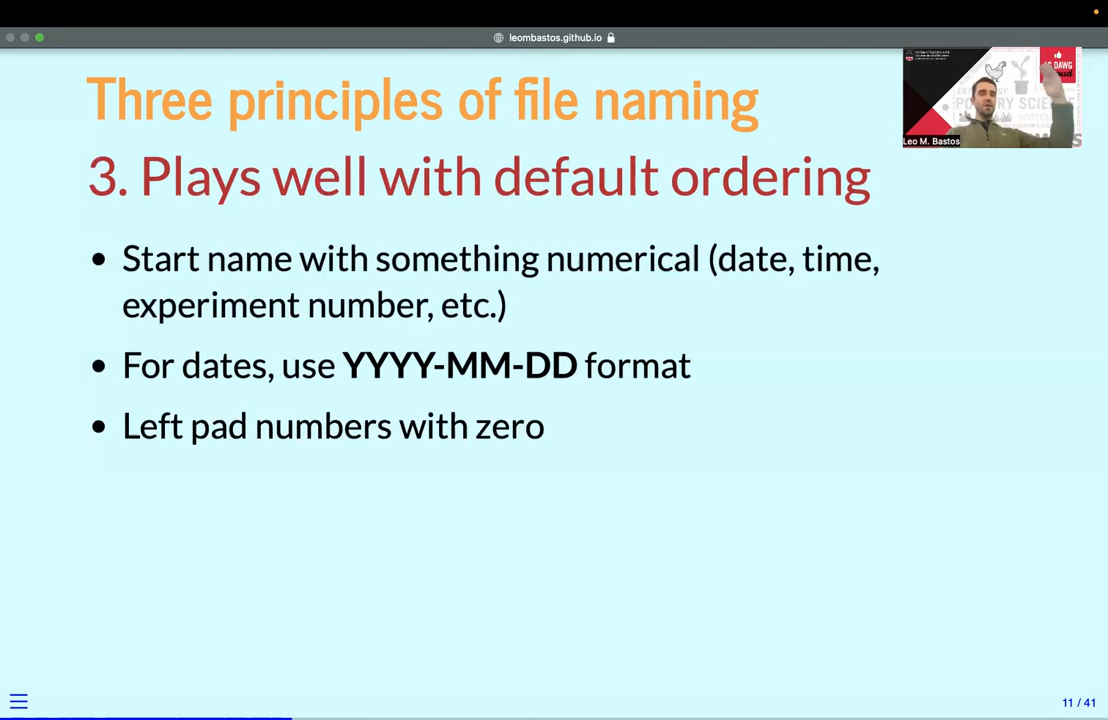 leombastos.github.io
Three principles of file naming
3. Plays well with default ordering
• Start name with something numerical (date, time,
experiment number, etc.)
• For dates, use YYYY-MM-DD format
• Left pad numbers with zero
Leo M. Bastos
11 / 41